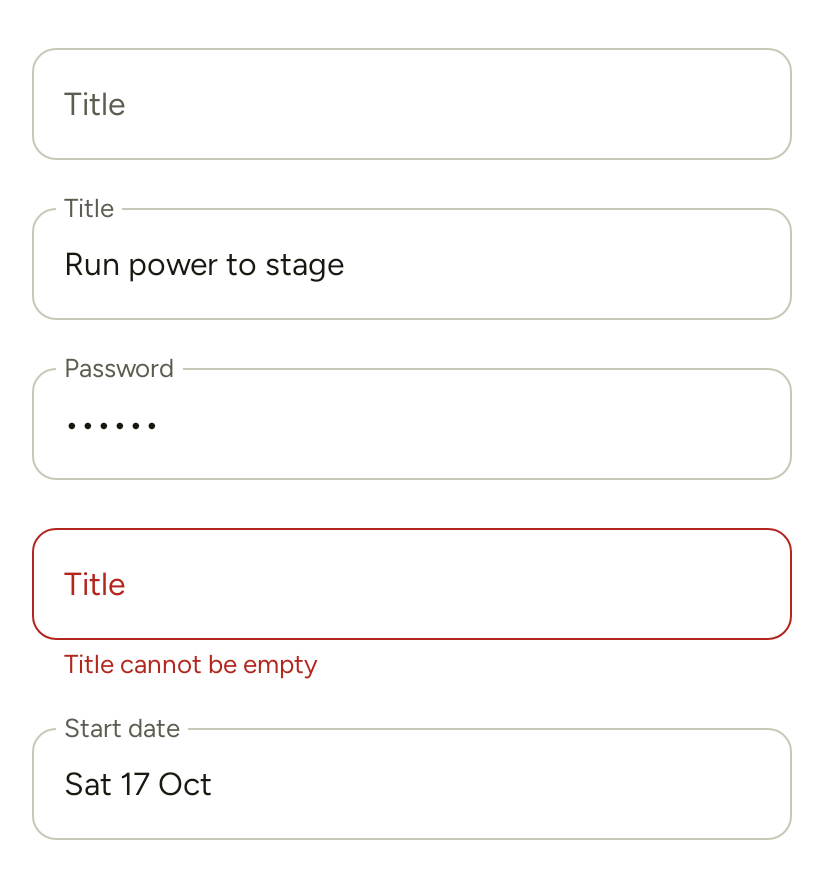 Title
Title
Run power to stage
Password
••••••
Title
Title cannot be empty
Start date
Sat 17 Oct